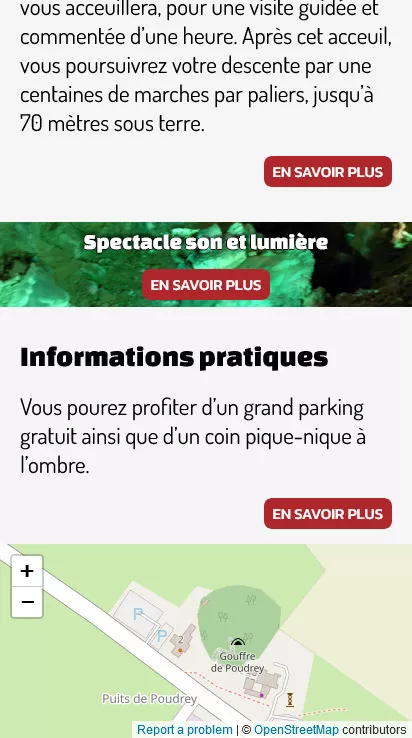 vous acceuillera, pour une visite guidée et
commentée d'une heure. Après cet acceuil,
vous poursuivrez votre descente par une
centaines de marches par paliers, jusqu'à
70 mètres sous terre.
EN SAVOIR PLUS
Spectacle son et lumière
EN SAVOIR PLUS
Informations pratiques
Vous pourez profiter d'un grand parking
gratuit ainsi que d'un coin pique-nique à
l'ombre.
EN SAVOIR PLUS
+
−
P
P
2
Gouffre
de Poudrey
Puits de Poudrey
Report a problem | © OpenStreetMap contributors